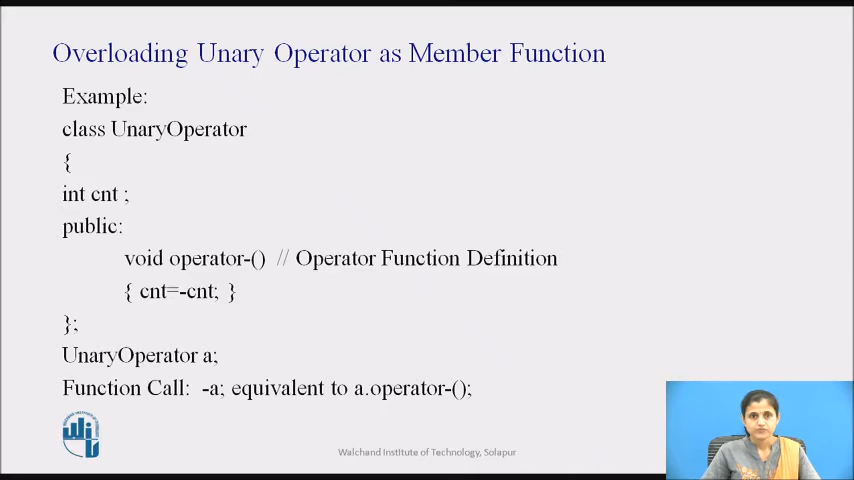 Overloading Unary Operator as Member Function
Example:
class UnaryOperator
{
int cnt ;
public:
void operator-() // Operator Function Definition
{ cnt=-cnt; }
};
UnaryOperator a;
Function Call: -a; equivalent to a.operator-();
Walchand Institute of Technology, Solapur